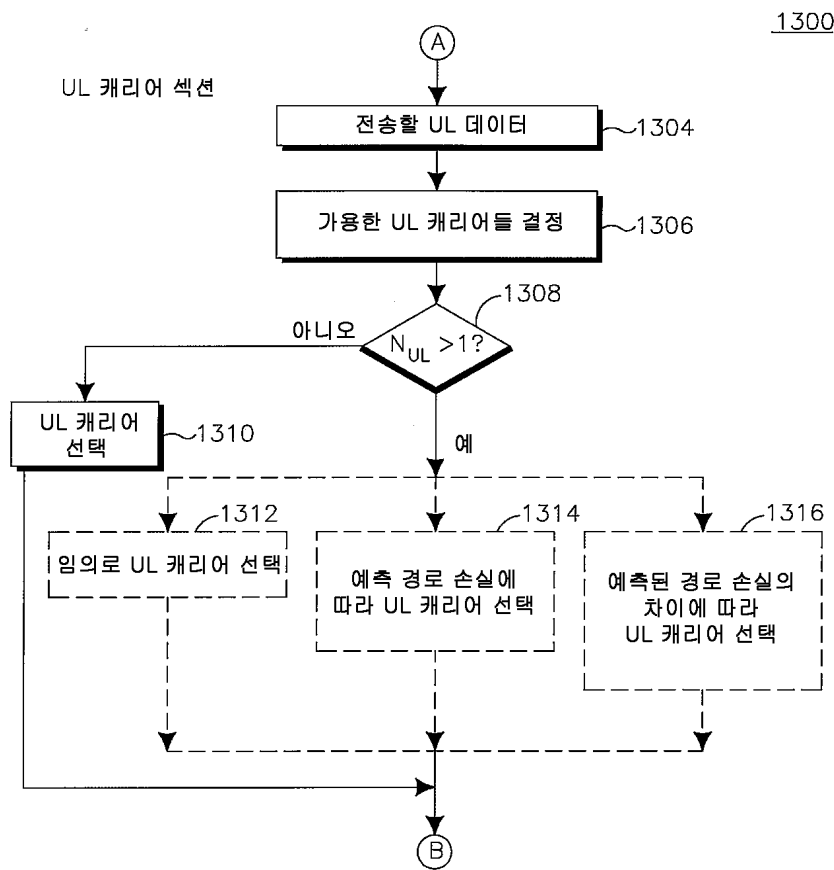 1300
A
UL 캐리어 섹션
전송할 UL 데이터
1304
가용한 UL 캐리어들 결정
1306
1308
아니오
N_UL >1?
UL 캐리어
선택
1310
예
1312
임의로 UL 캐리어 선택
1314
예측 경로 손실에
따라 UL 캐리어 선택
1316
예측된 경로 손실의
차이에 따라
UL 캐리어 선택
B